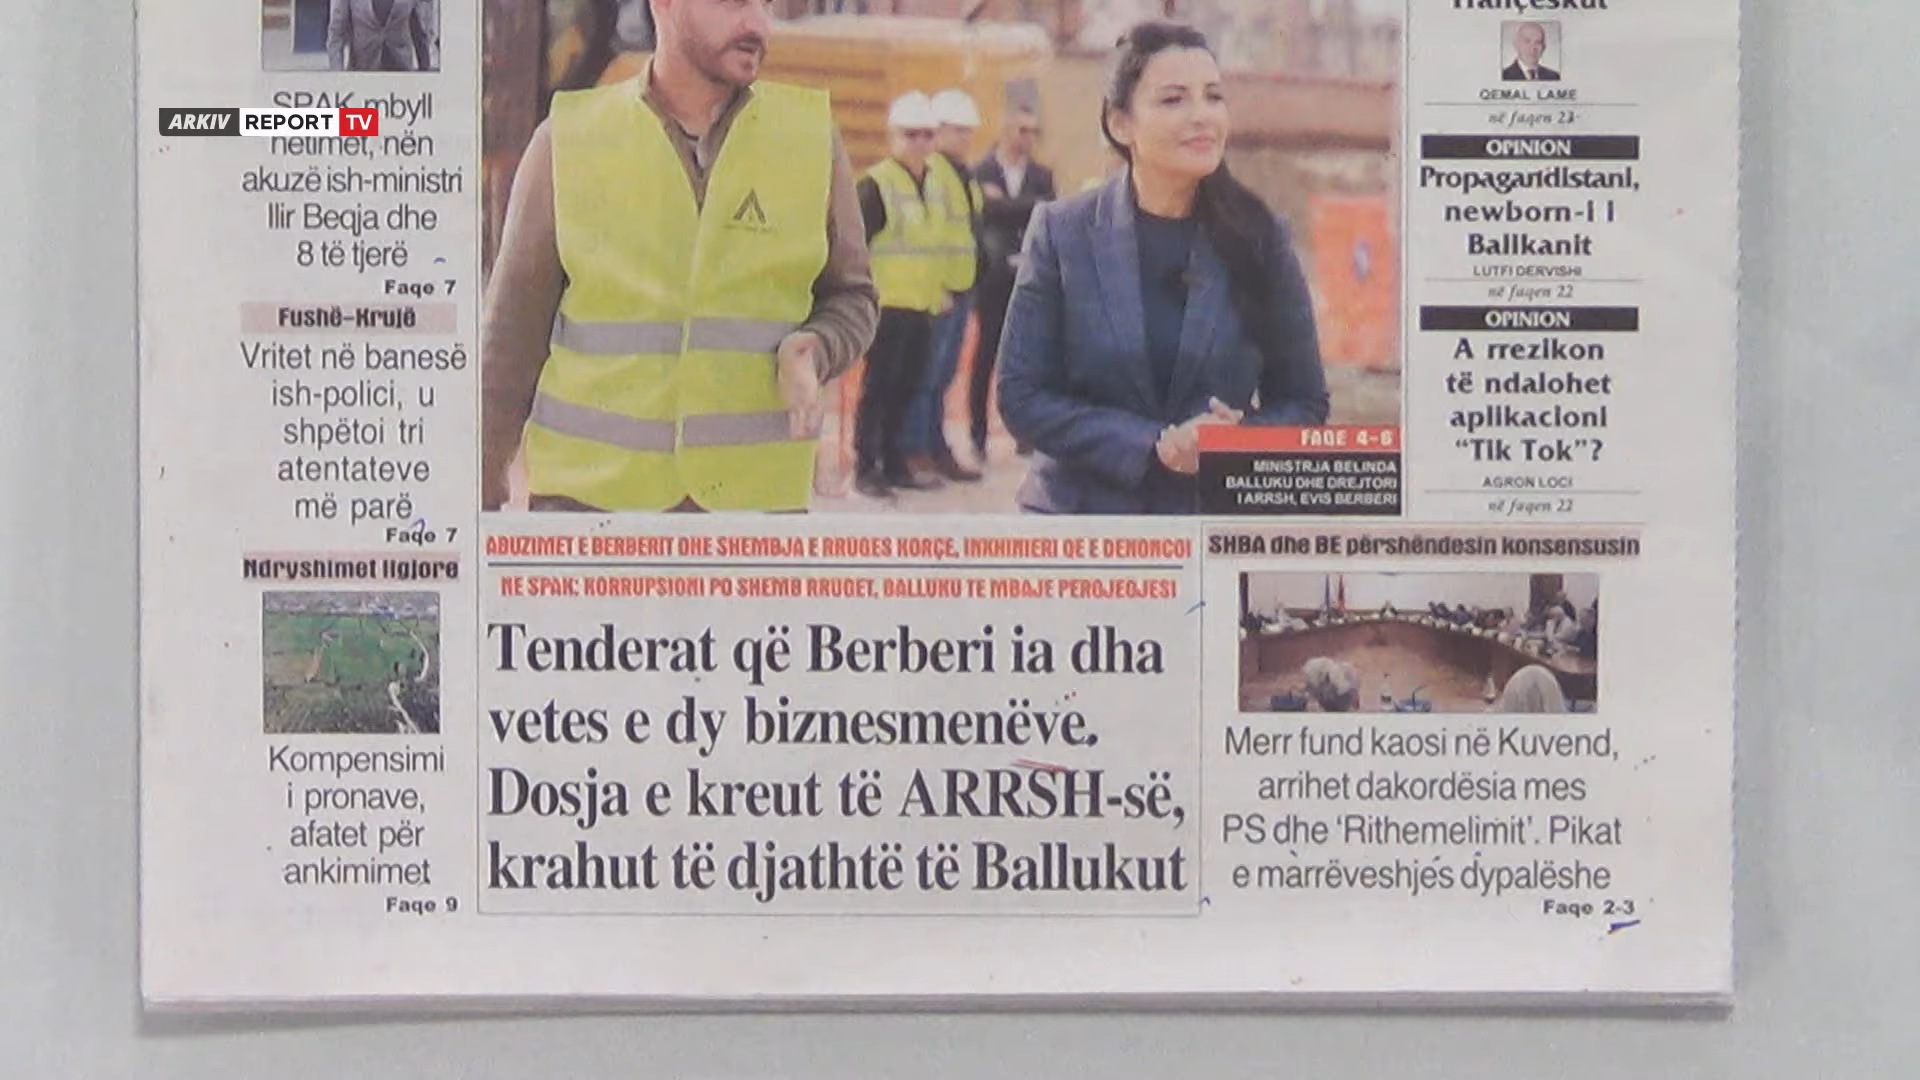 ARKIV REPORT TV
SPAK mbyll
hetimet, nën
akuzë ish-ministri
Ilir Beqja dhe
8 të tjerë
Faqe 7
Fushë-Krujë
Vritet në banesë
ish-polici, u
shpëtoi tri
atentateve
më parë
Faqe 7
Ndryshimet ligjore
Kompensimi
i pronave,
afatet për
ankimimet
Faqe 9
FAQE 4-6
MINISTRJA BELINDA
BALLUKU DHE DREJTORI
I ARRSH, EVIS BERBERI
ABUZIMET E BERBERIT DHE SHEMBJA E RRUGES KORÇE, INXHINIERI QE E DENONCOI
NE SPAK: KORRUPSIONI PO SHEMB RRUGET, BALLUKU TE MBAJE PERGJEGJESI
Tenderat që Berberi ia dha
vetes e dy biznesmenëve.
Dosja e kreut të ARRSH-së,
krahut të djathtë të Ballukut
QEMAL LAME
në faqen 23
OPINION
Propagandistani,
newborn-i i
Ballkanit
LUTFI DERVISHI
në faqen 22
OPINION
A rrezikon
të ndalohet
aplikacioni
“Tik Tok”?
AGRON LOCI
në faqen 22
SHBA dhe BE përshëndesin konsensusin
Merr fund kaosi në Kuvend,
arrihet dakordësia mes
PS dhe ‘Rithemelimit’. Pikat
e marrëveshjes dypalëshe
Faqe 2-3